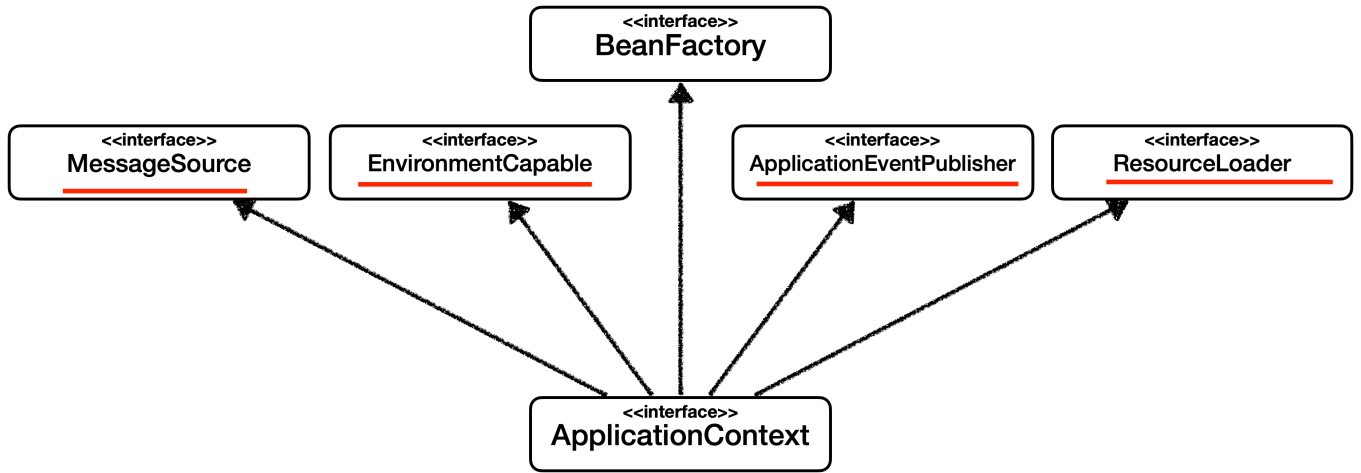 <<interface>>
BeanFactory
<<interface>>
MessageSource
<<interface>>
EnvironmentCapable
<<interface>>
ApplicationEventPublisher
<<interface>>
ResourceLoader
<<interface>>
ApplicationContext